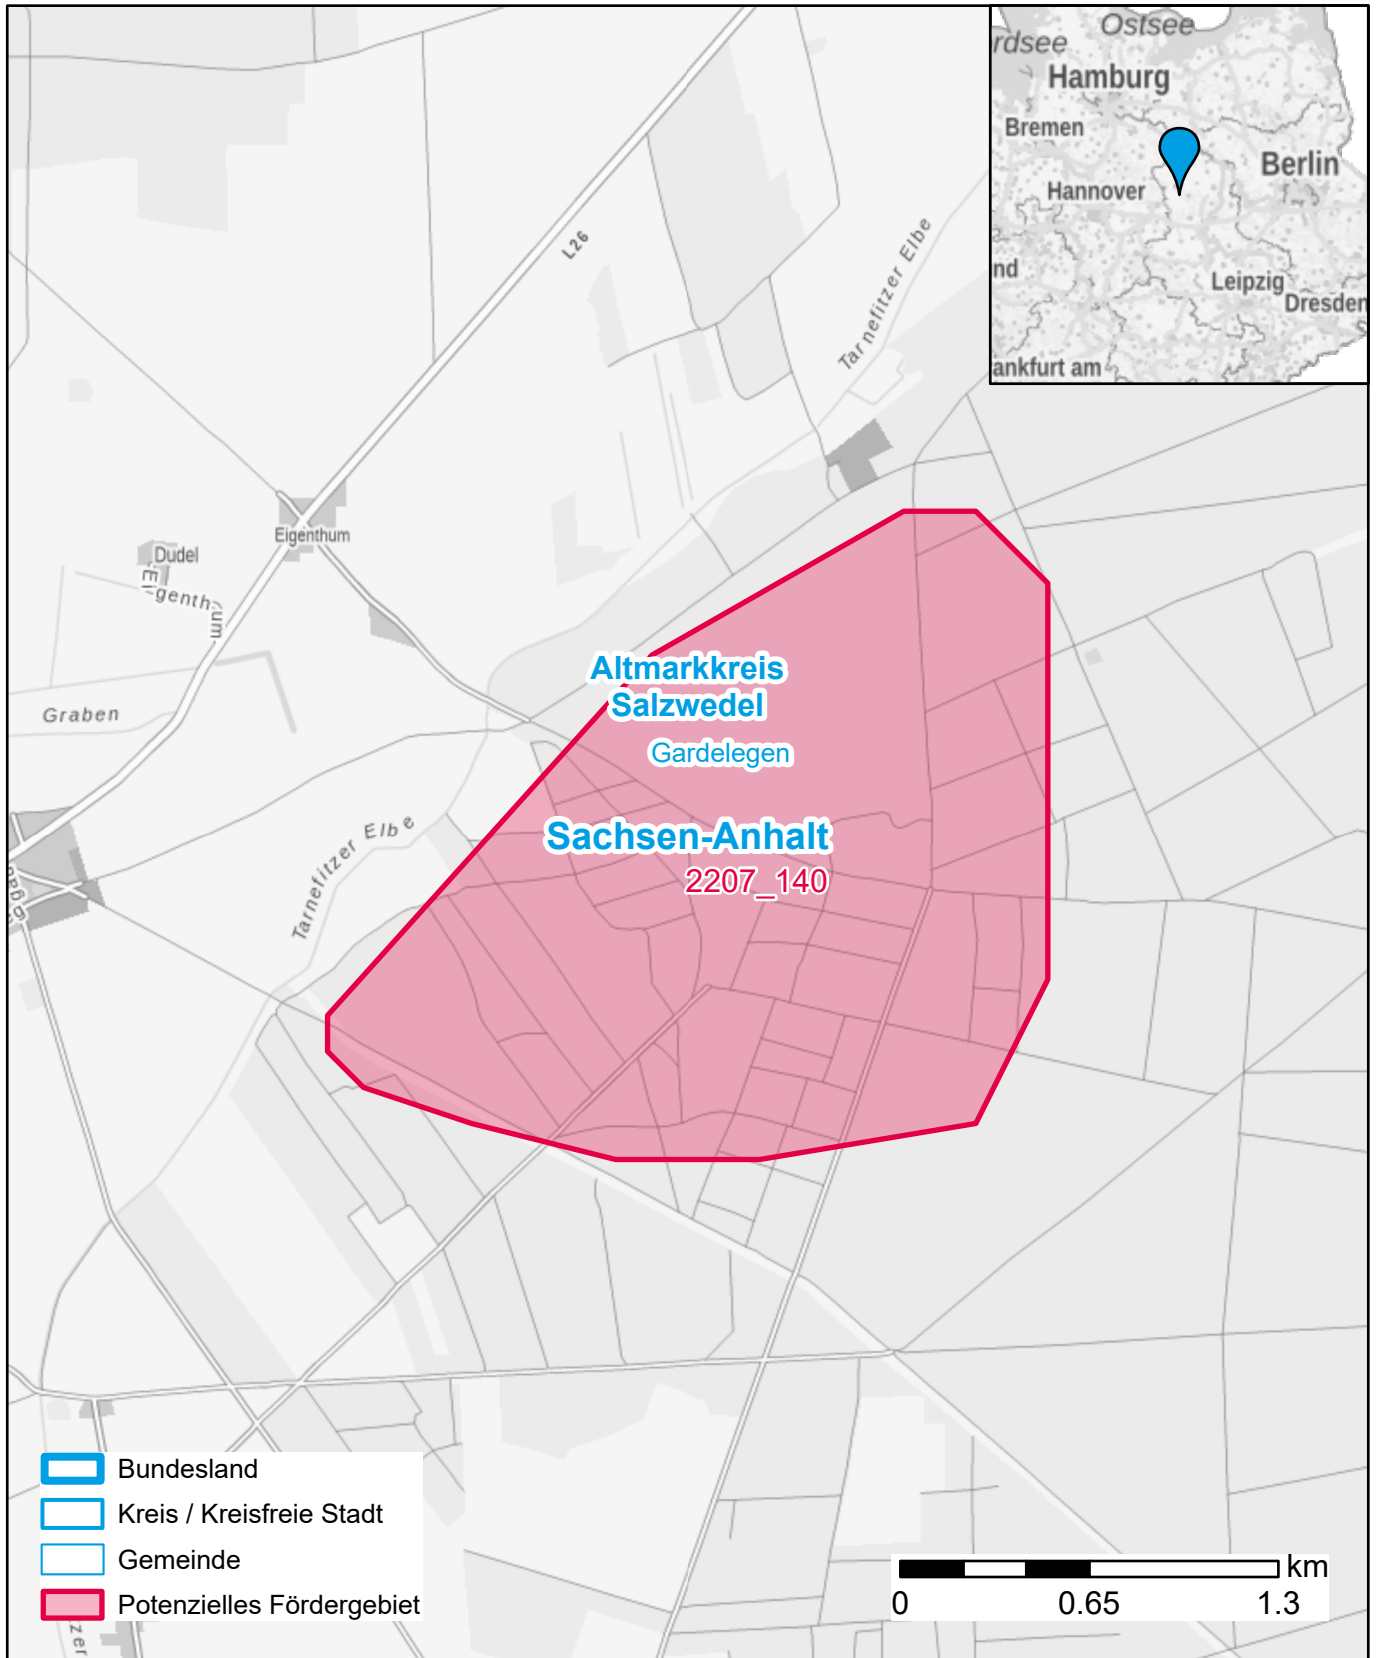 Ostsee
rdsee
Hamburg
Bremen
Berlin
Hannover
nd
Leipzig
Dresden
ankfurt am
L26
Tarnefitzer Elbe
Eigenthum
Dudel
Eigenthum
Graben
Altmarkkreis
Salzwedel
Gardelegen
Sachsen-Anhalt
2207_140
Tarnefitzer Elbe
Bundesland
Kreis / Kreisfreie Stadt
Gemeinde
Potenzielles Fördergebiet
tzer
km
0 0.65 1.3